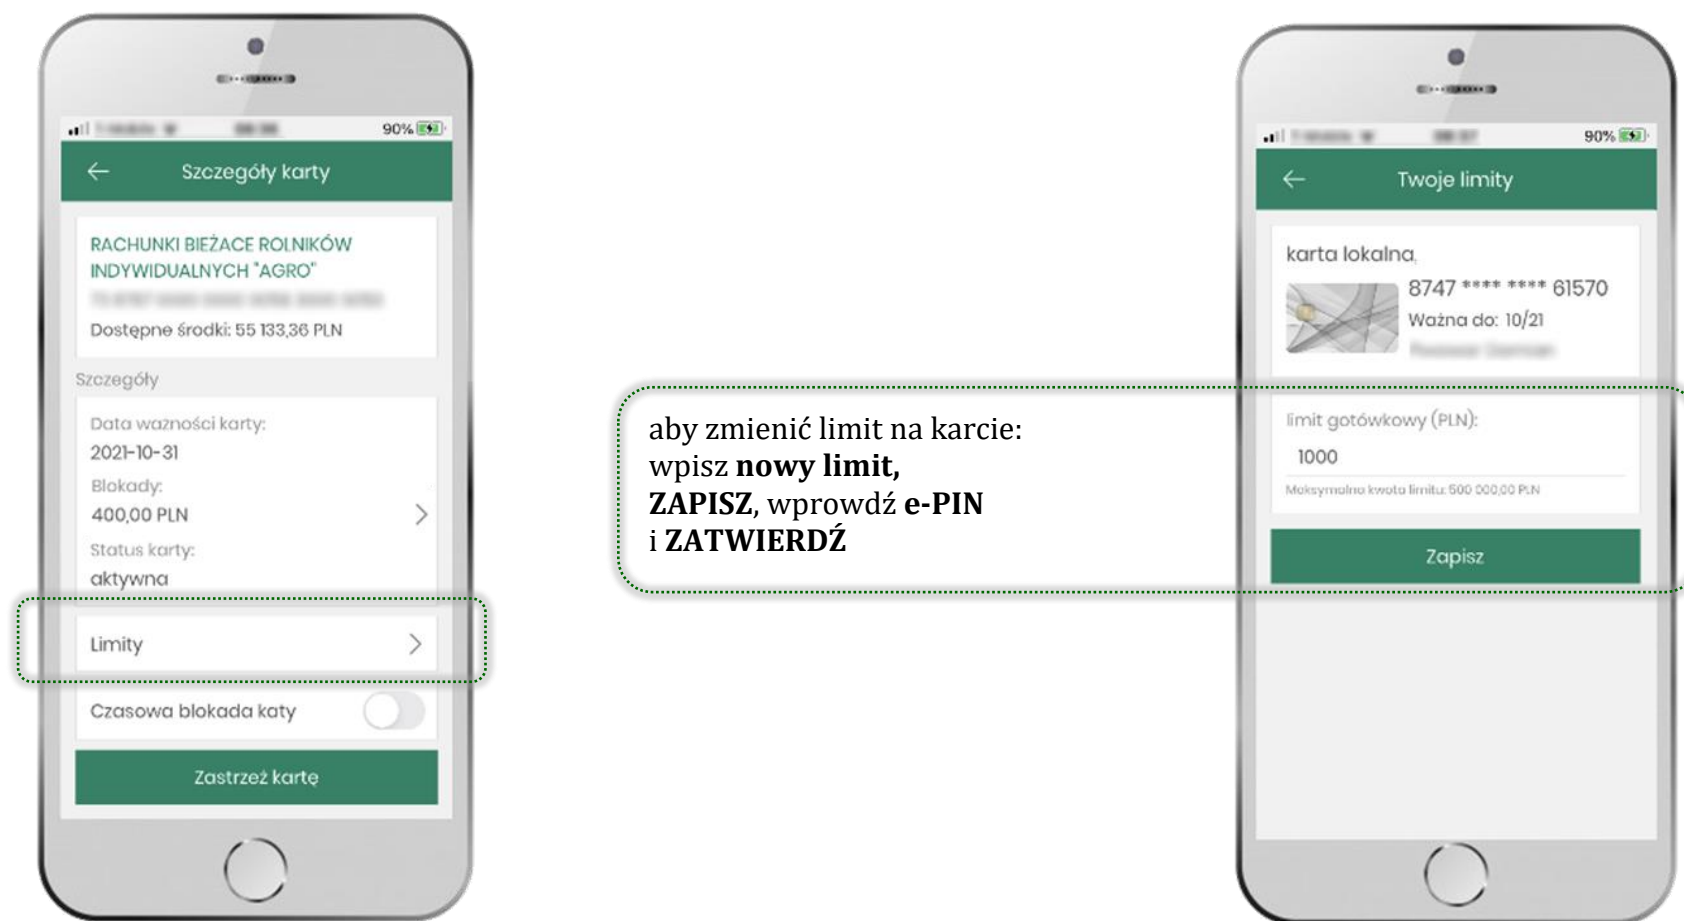 90%
Szczegóły karty
RACHUNKI BIEŻACE ROLNIKÓW
INDYWIDUALNYCH "AGRO"
Dostępne środki: 55 133,36 PLN
Szczegóły
Data ważności karty:
2021-10-31
Blokady:
400,00 PLN
Status karty:
aktywna
Limity
Czasowa blokada katy
Zastrzeż kartę
aby zmienić limit na karcie:
wpisz nowy limit,
ZAPISZ, wprowdź e-PIN
i ZATWIERDŹ
90%
Twoje limity
karta lokalna,
8747 **** **** 61570
Ważna do: 10/21
limit gotówkowy (PLN):
1000
Maksymalna kwota limitu: 500 000,00 PLN
Zapisz